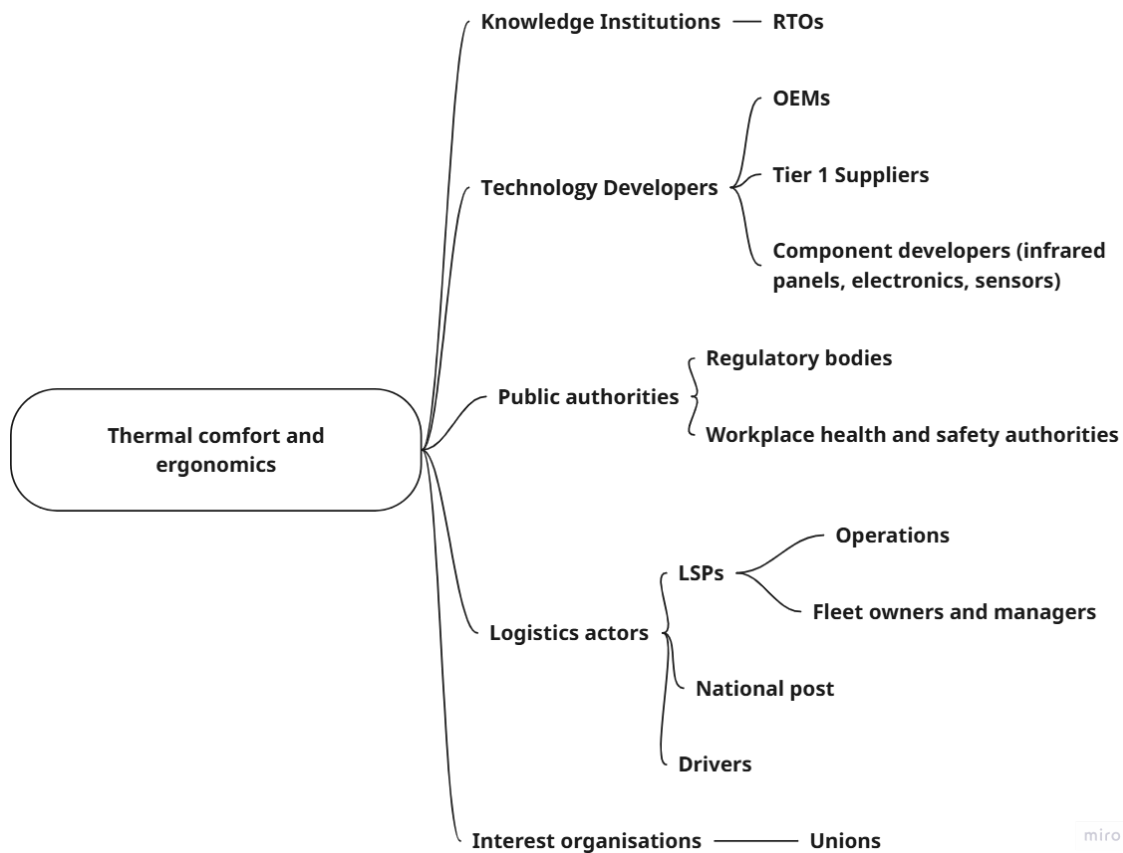 Knowledge Institutions
RTOs
OEMs
Technology Developers
Tier 1 Suppliers
Component developers (infrared
panels, electronics, sensors)
Thermal comfort and
ergonomics
Public authorities
Regulatory bodies
Workplace health and safety authorities
Logistics actors
LSPs
Operations
Fleet owners and managers
National post
Drivers
Interest organisations
Unions
miro